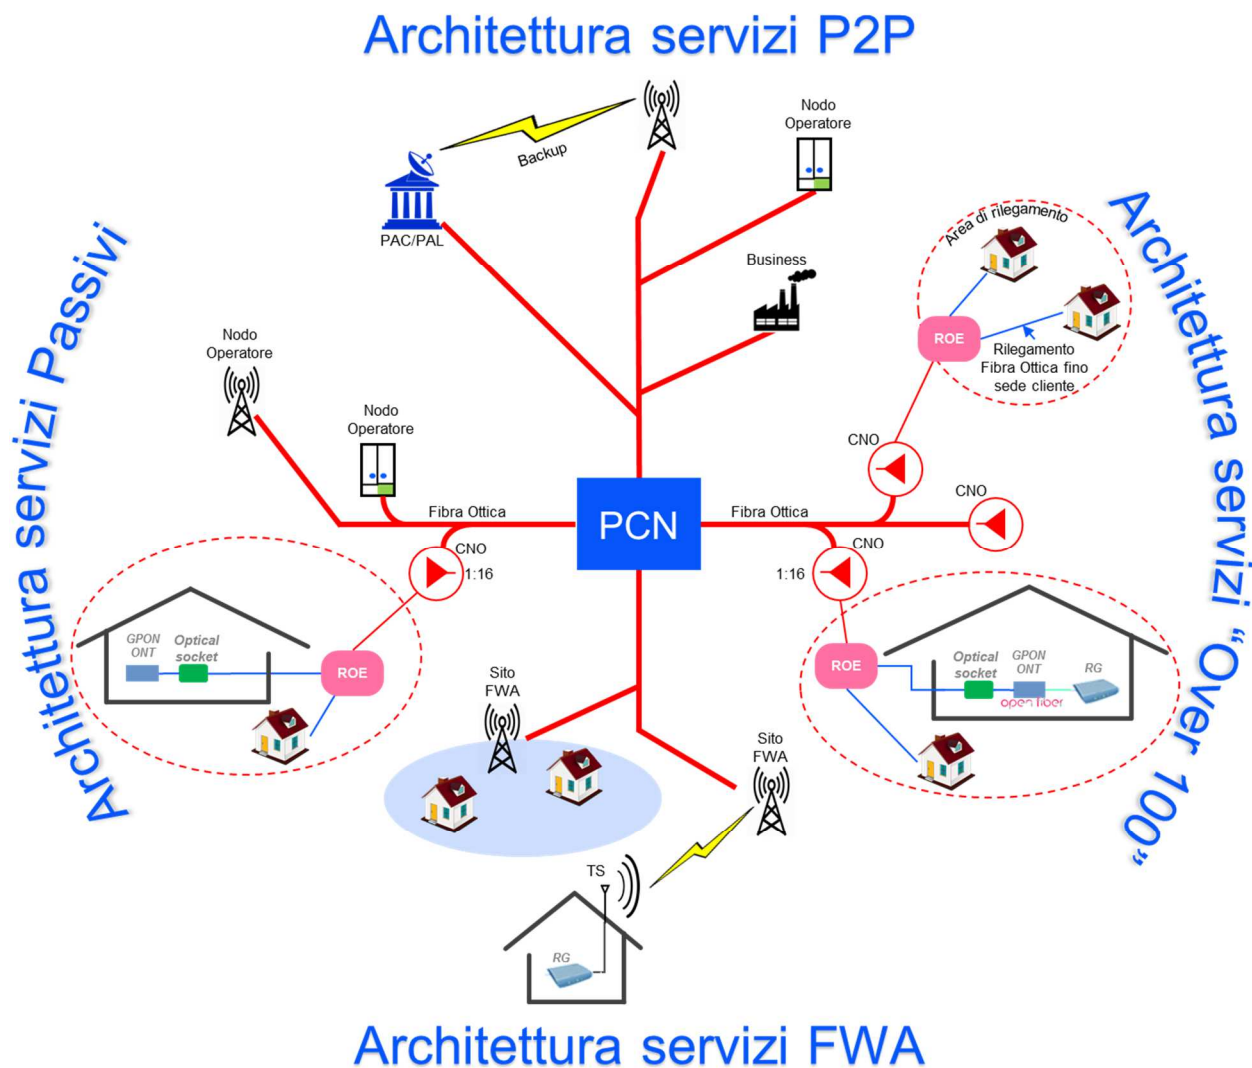 Architettura servizi P2P
Backup
PAC/PAL
Nodo
Operatore
Business
Area di rilegamento
ROE
Rilegamento
Fibra Ottica fino
sede cliente
Architettura servizi Passivi
Architettura servizi “Over 100”
Nodo
Operatore
Nodo
Operatore
CNO
CNO
Fibra Ottica
PCN
Fibra Ottica
CNO
1:16
CNO
1:16
GPON
ONT
Optical
socket
ROE
ROE
Optical
socket
GPON
ONT
RG
open fiber
Sito
FWA
Sito
FWA
TS
RG
Architettura servizi FWA